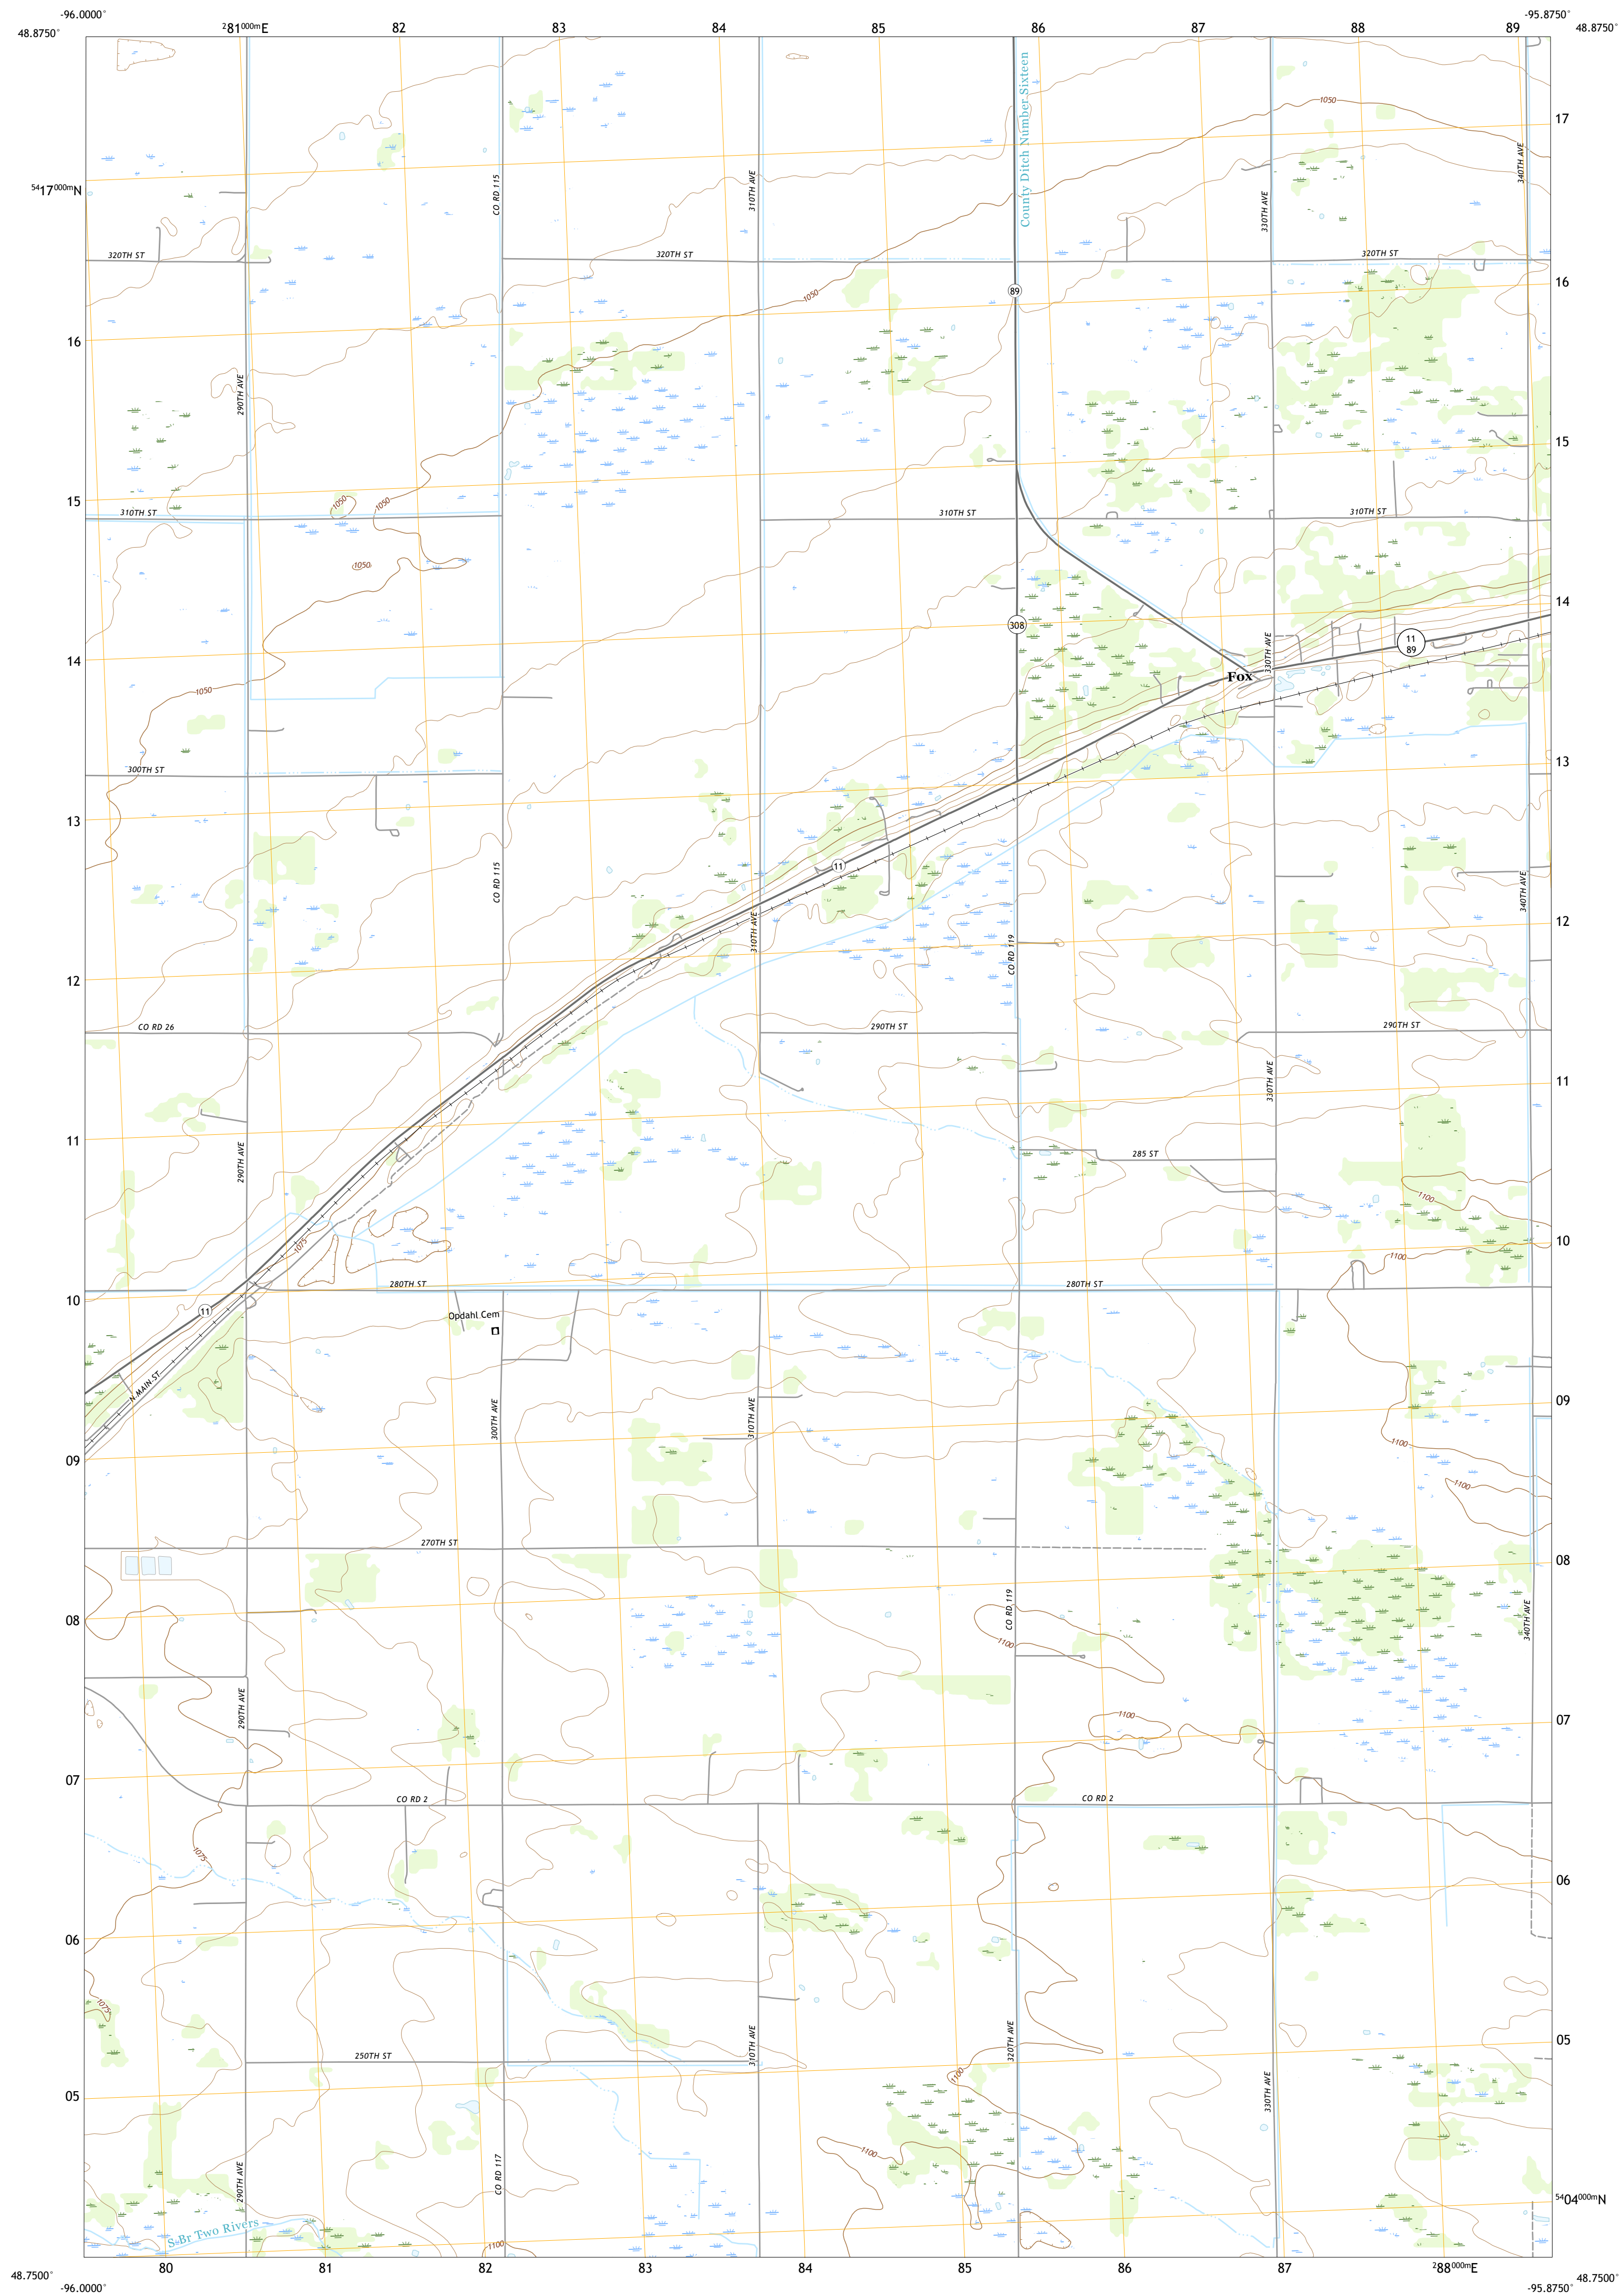 -96.0000°
-95.8750°
48.8750°
²81⁰⁰⁰ᵐE
82
83
84
85
86
87
88
89
48.8750°
County Ditch Number Sixteen
1050
17
340TH AVE
⁵⁴17⁰⁰⁰ᵐN
CO RD 115
310TH AVE
330TH AVE
320TH ST
320TH ST
320TH ST
89
1050
16
16
290TH AVE
15
15
1050
1050
310TH ST
310TH ST
310TH ST
1050
14
308
330TH AVE
11
89
14
Fox
1050
300TH ST
13
13
11
CO RD 115
340TH AVE
310TH AVE
12
CO RD 119
12
CO RD 26
290TH ST
290TH ST
330TH AVE
11
11
290TH AVE
285 ST
1100
1075
1100
10
280TH ST
280TH ST
10
11
Opdahl Cem
N MAIN ST
300TH AVE
310TH AVE
09
1100
09
1100
270TH ST
08
CO RD 119
08
340TH AVE
1100
290TH AVE
1100
07
07
CO RD 2
CO RD 2
1075
06
06
1075
310TH AVE
320TH AVE
05
250TH ST
1100
330TH AVE
05
1100
290TH AVE
CO RD 117
⁵⁴04⁰⁰⁰ᵐN
S Br Two Rivers
1100
80
81
82
83
84
85
86
87
²88⁰⁰⁰ᵐE
48.7500°
48.7500°
-96.0000°
-95.8750°